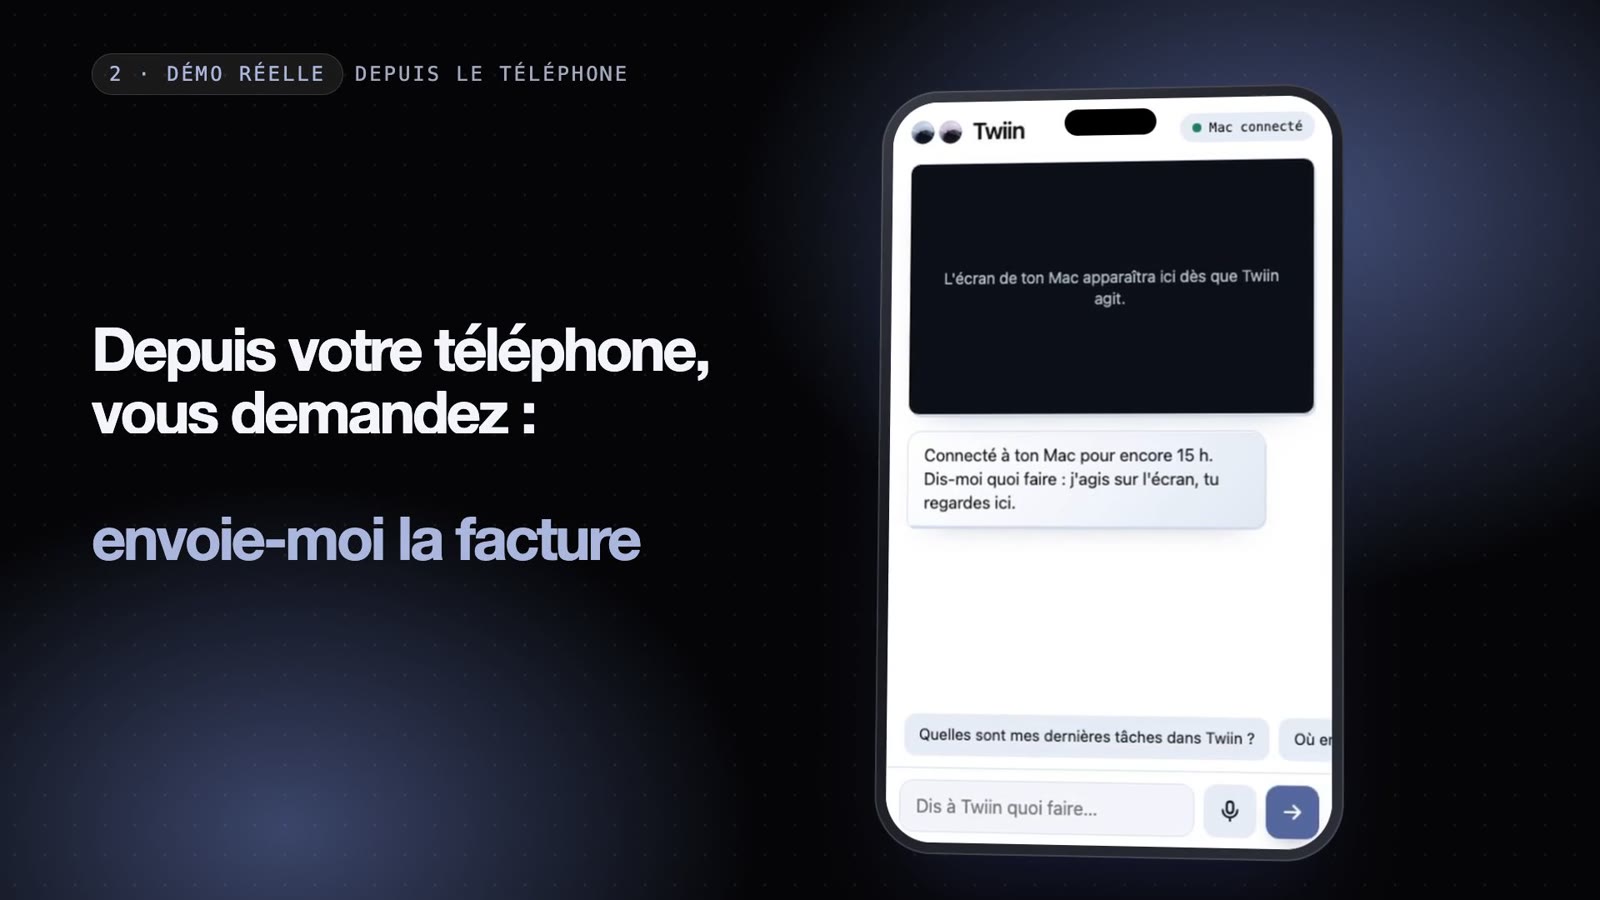 2 · DÉMO RÉELLE DEPUIS LE TÉLÉPHONE
Depuis votre téléphone,
vous demandez :
envoie-moi la facture
Twiin
Mac connecté
L'écran de ton Mac apparaîtra ici dès que Twiin
agit.
Connecté à ton Mac pour encore 15 h.
Dis-moi quoi faire : j'agis sur l'écran, tu
regardes ici.
Quelles sont mes dernières tâches dans Twiin ?
Où
Dis à Twiin quoi faire...